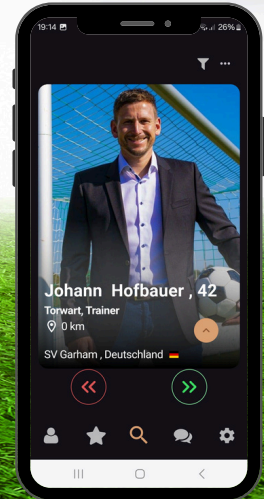 19:14
26%
Johann Hofbauer , 42
Torwart, Trainer
0 km
SV Garham , Deutschland